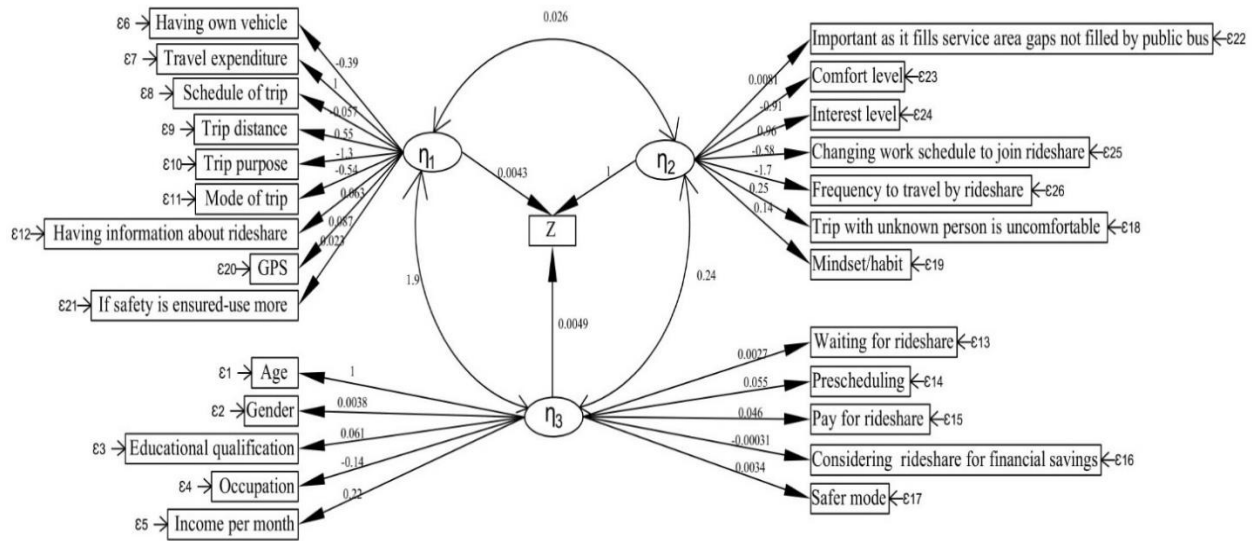 0.026
ε6 Having own vehicle
ε7 Travel expenditure
ε8 Schedule of trip
ε9 Trip distance
ε10 Trip purpose
ε11 Mode of trip
ε12 Having information about rideshare
ε20 GPS
ε21 If safety is ensured-use more
-0.39
1
-0.057
0.55
-1.3
-0.54
0.063
0.087
0.023
η1
η2
0.0043
1
Z
Important as it fills service area gaps not filled by public bus ε22
Comfort level ε23
Interest level ε24
Changing work schedule to join rideshare ε25
Frequency to travel by rideshare ε26
Trip with unknown person is uncomfortable ε18
Mindset/habit ε19
0.0081
-0.91
0.96
-0.58
-1.7
0.25
0.14
1.9
0.24
0.0049
ε1 Age
ε2 Gender
ε3 Educational qualification
ε4 Occupation
ε5 Income per month
1
0.0038
0.061
-0.14
0.22
η3
0.0027
0.055
0.046
-0.00031
0.0034
Waiting for rideshare ε13
Prescheduling ε14
Pay for rideshare ε15
Considering rideshare for financial savings ε16
Safer mode ε17